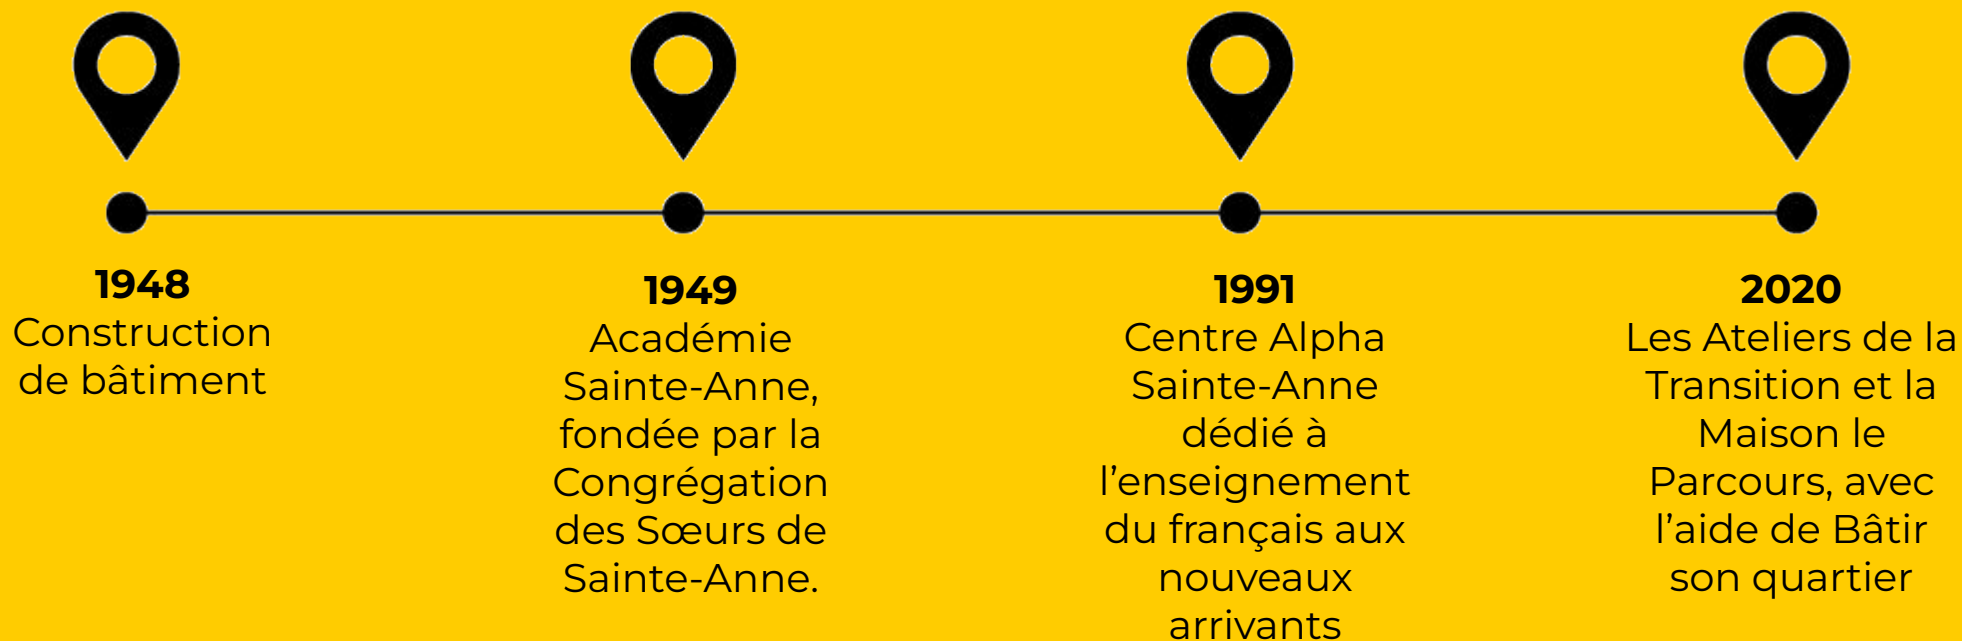 1948
Construction
de bâtiment
1949
Académie
Sainte-Anne,
fondée par la
Congrégation
des Sœurs de
Sainte-Anne.
1991
Centre Alpha
Sainte-Anne
dédié à
l’enseignement
du français aux
nouveaux
arrivants
2020
Les Ateliers de la
Transition et la
Maison le
Parcours, avec
l’aide de Bâtir
son quartier